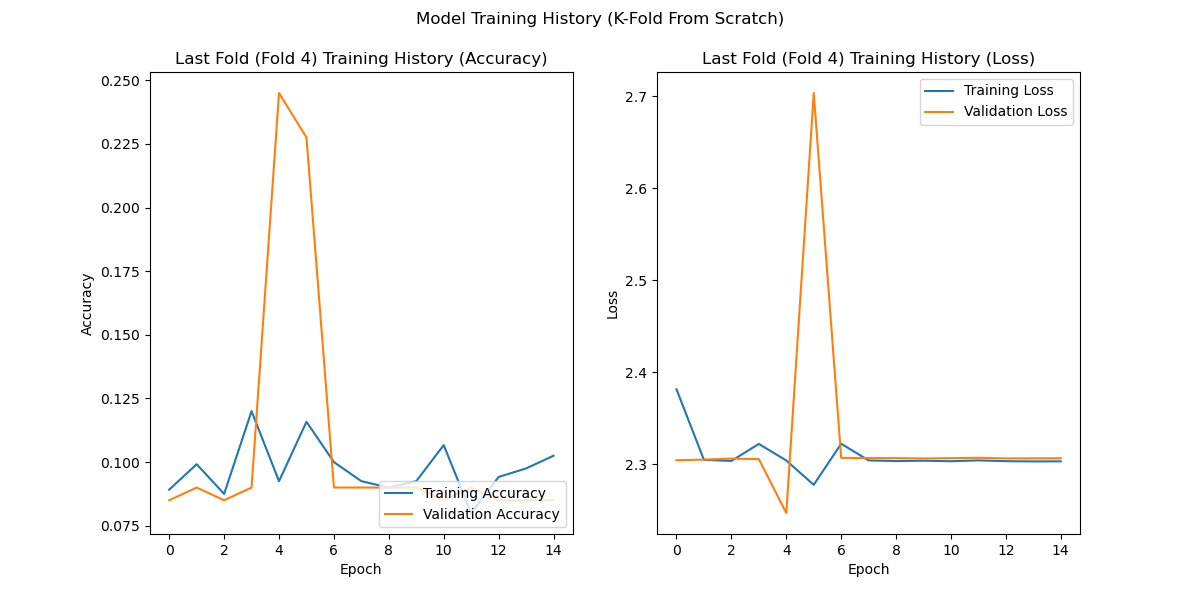 Model Training History (K-Fold From Scratch)
Last Fold (Fold 4) Training History (Accuracy)
0.250
0.225
0.200
0.175
0.150
0.125
0.100
0.075
Accuracy
0 2 4 6 8 10 12 14
Epoch
Training Accuracy
Validation Accuracy
Last Fold (Fold 4) Training History (Loss)
2.7
2.6
2.5
2.4
2.3
Loss
0 2 4 6 8 10 12 14
Epoch
Training Loss
Validation Loss